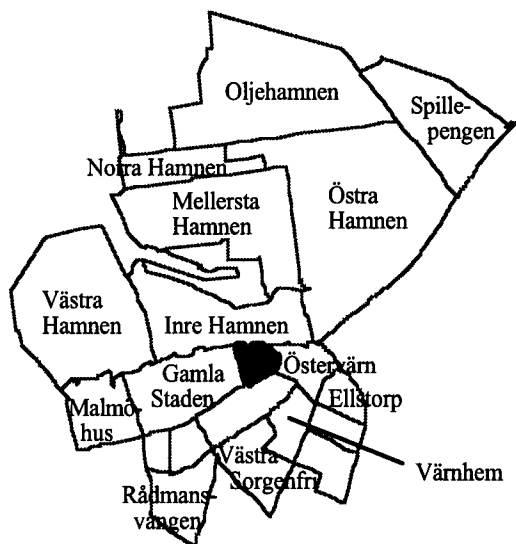 Oljehamnen
Spille-
pengen
Norra Hamnen
Mellersta
Hamnen
Östra
Hamnen
Västra
Hamnen
Inre Hamnen
Gamla
Staden
Östervärn
Malmö-
hus
Ellstorp
Västra
Sorgenfri
Värnhem
Rådmans-
vången